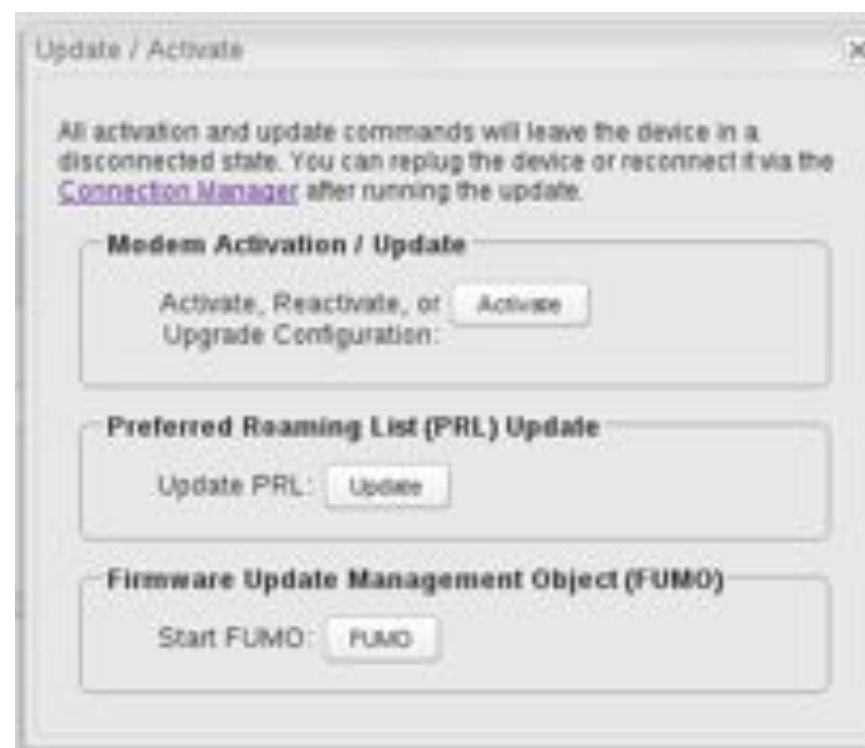 Update / Activate
All activation and update commands will leave the device in a
disconnected state. You can replug the device or reconnect it via the
Connection Manager after running the update.
Modem Activation / Update
Activate, Reactivate, or Activate
Upgrade Configuration:
Preferred Roaming List (PRL) Update
Update PRL: Update
Firmware Update Management Object (FUMO)
Start FUMO: FUMO